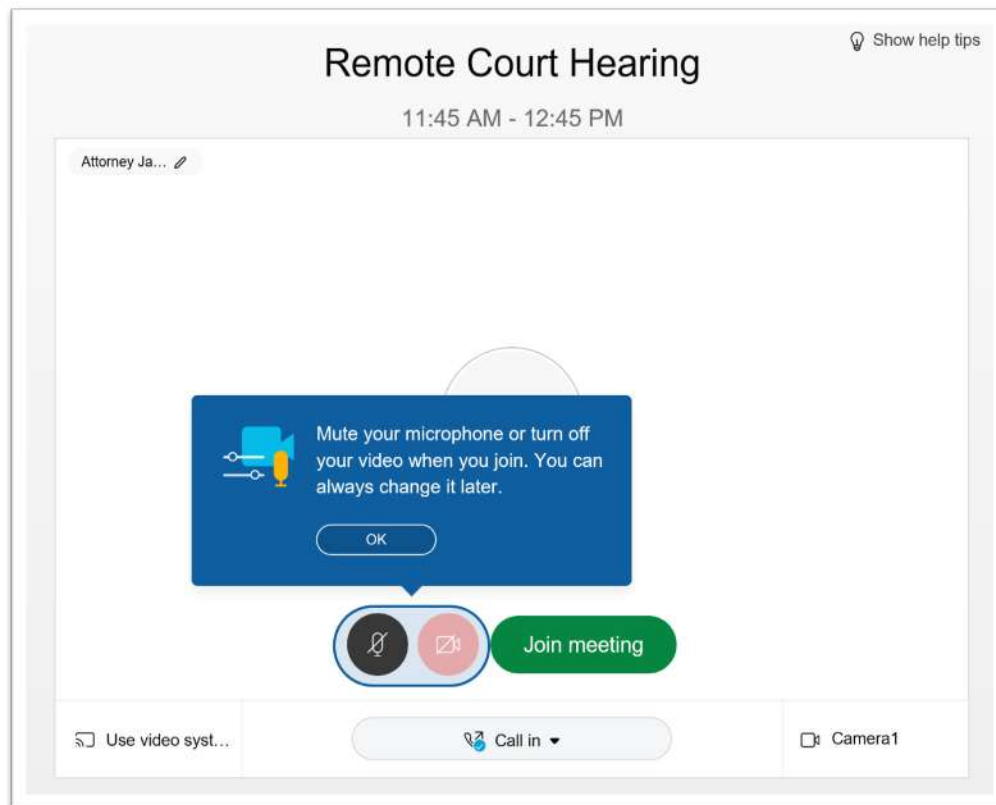 Show help tips
Remote Court Hearing
11:45 AM - 12:45 PM
Attorney Ja...
Mute your microphone or turn off
your video when you join. You can
always change it later.
OK
Join meeting
Use video syst...
Call in
Camera1